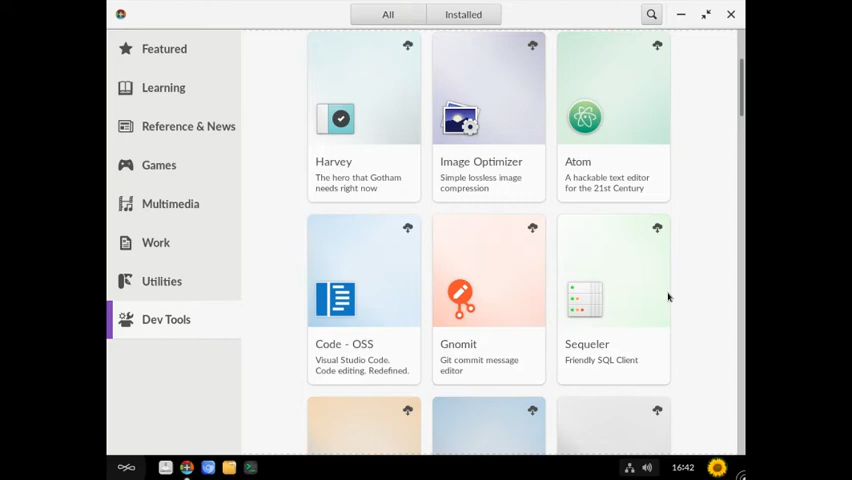 All
Installed
Featured
Learning
Reference & News
Games
Multimedia
Work
Utilities
Dev Tools
Harvey
The hero that Gotham
needs right now
Image Optimizer
Simple lossless image
compression
Atom
A hackable text editor
for the 21st Century
Code - OSS
Visual Studio Code.
Code editing. Redefined.
Gnomit
Git commit message
editor
Sequeler
Friendly SQL Client
16:42